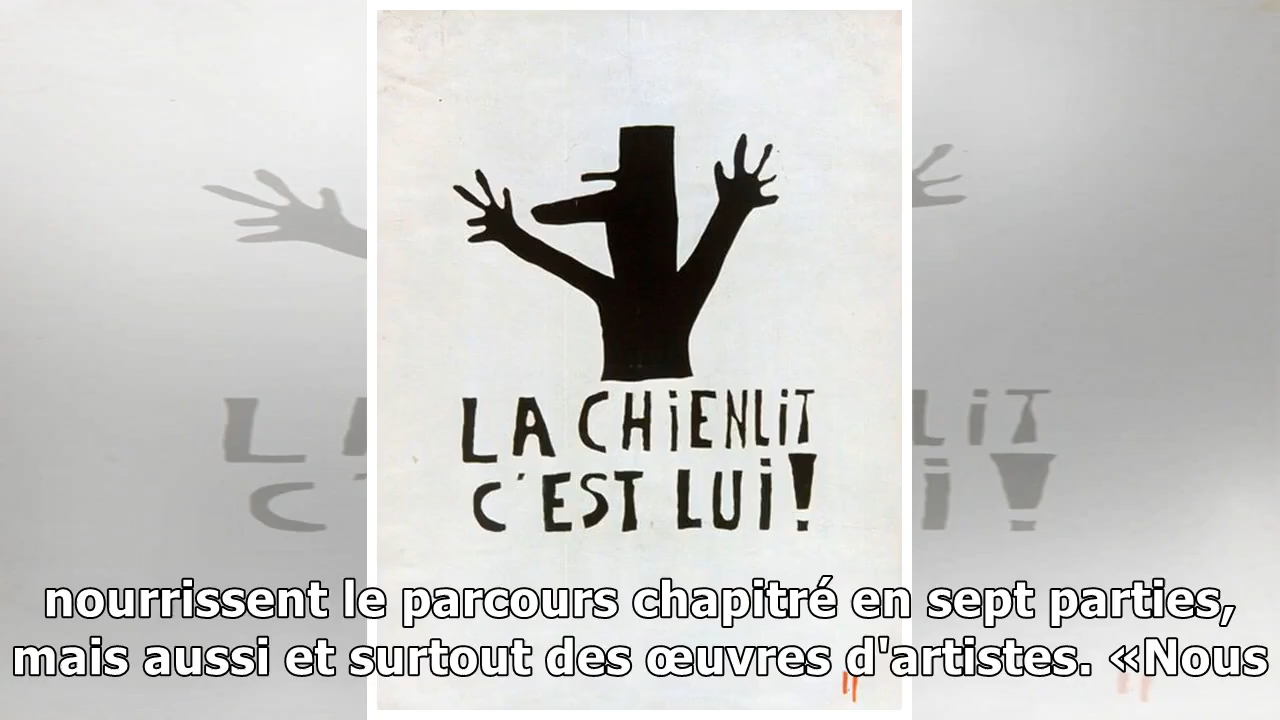 LA CHiENLiT
C'EST LUi!
nourrissent le parcours chapitré en sept parties,
mais aussi et surtout des œuvres d'artistes. «Nous